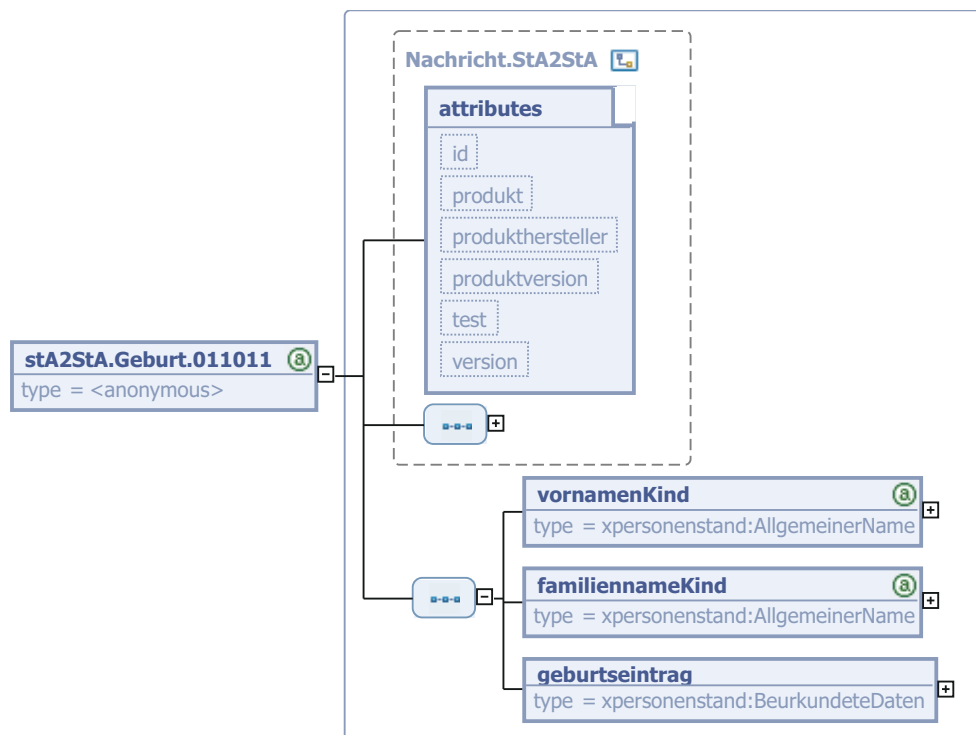 Nachricht.StA2StA
attributes
id
produkt
produkthersteller
produktversion
test
version
stA2StA.Geburt.011011 a
type = <anonymous>
vornamenKind a
type = xpersonenstand:AllgemeinerName
familiennameKind a
type = xpersonenstand:AllgemeinerName
geburtseintrag
type = xpersonenstand:BeurkundeteDaten